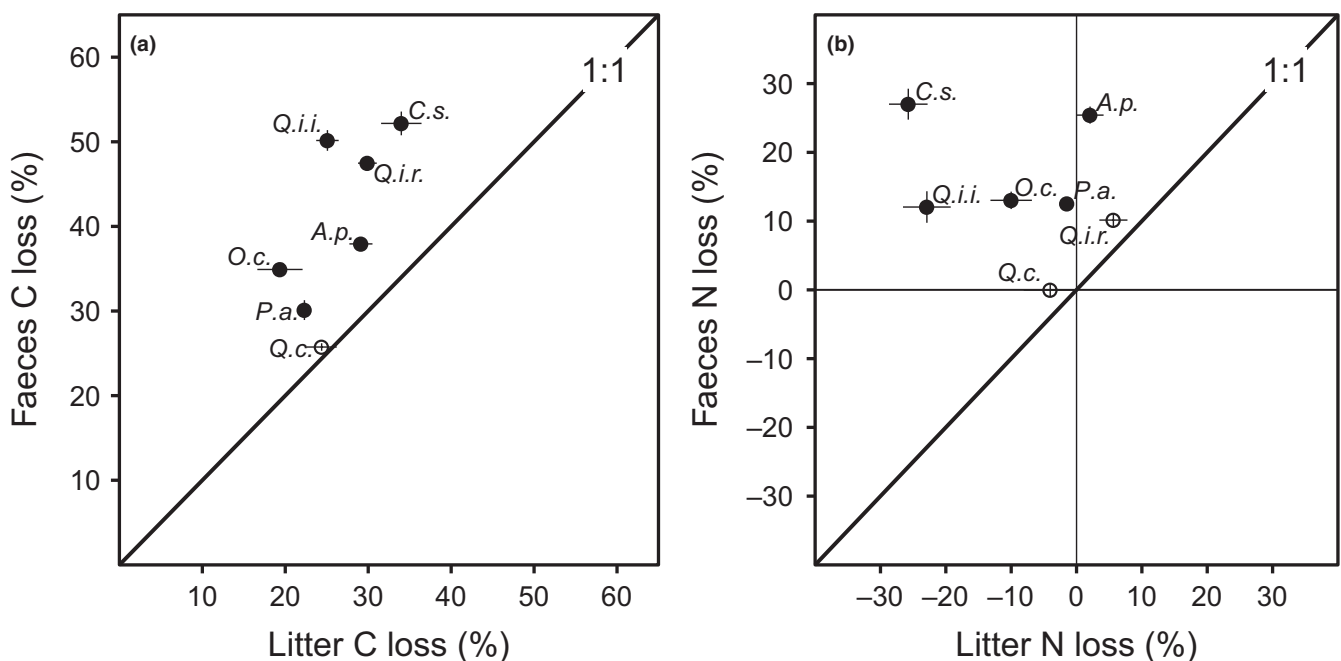 (a)
1:1
60
50
40
30
20
10
C.s.
Q.i.i.
Q.i.r.
A.p.
O.c.
P.a.
Q.c.
Faeces C loss (%)
10 20 30 40 50 60
Litter C loss (%)
(b)
1:1
30
20
10
0
–10
–20
–30
C.s.
A.p.
Q.i.i.
O.c.
P.a.
Q.i.r.
Q.c.
Faeces N loss (%)
–30 –20 –10 0 10 20 30
Litter N loss (%)